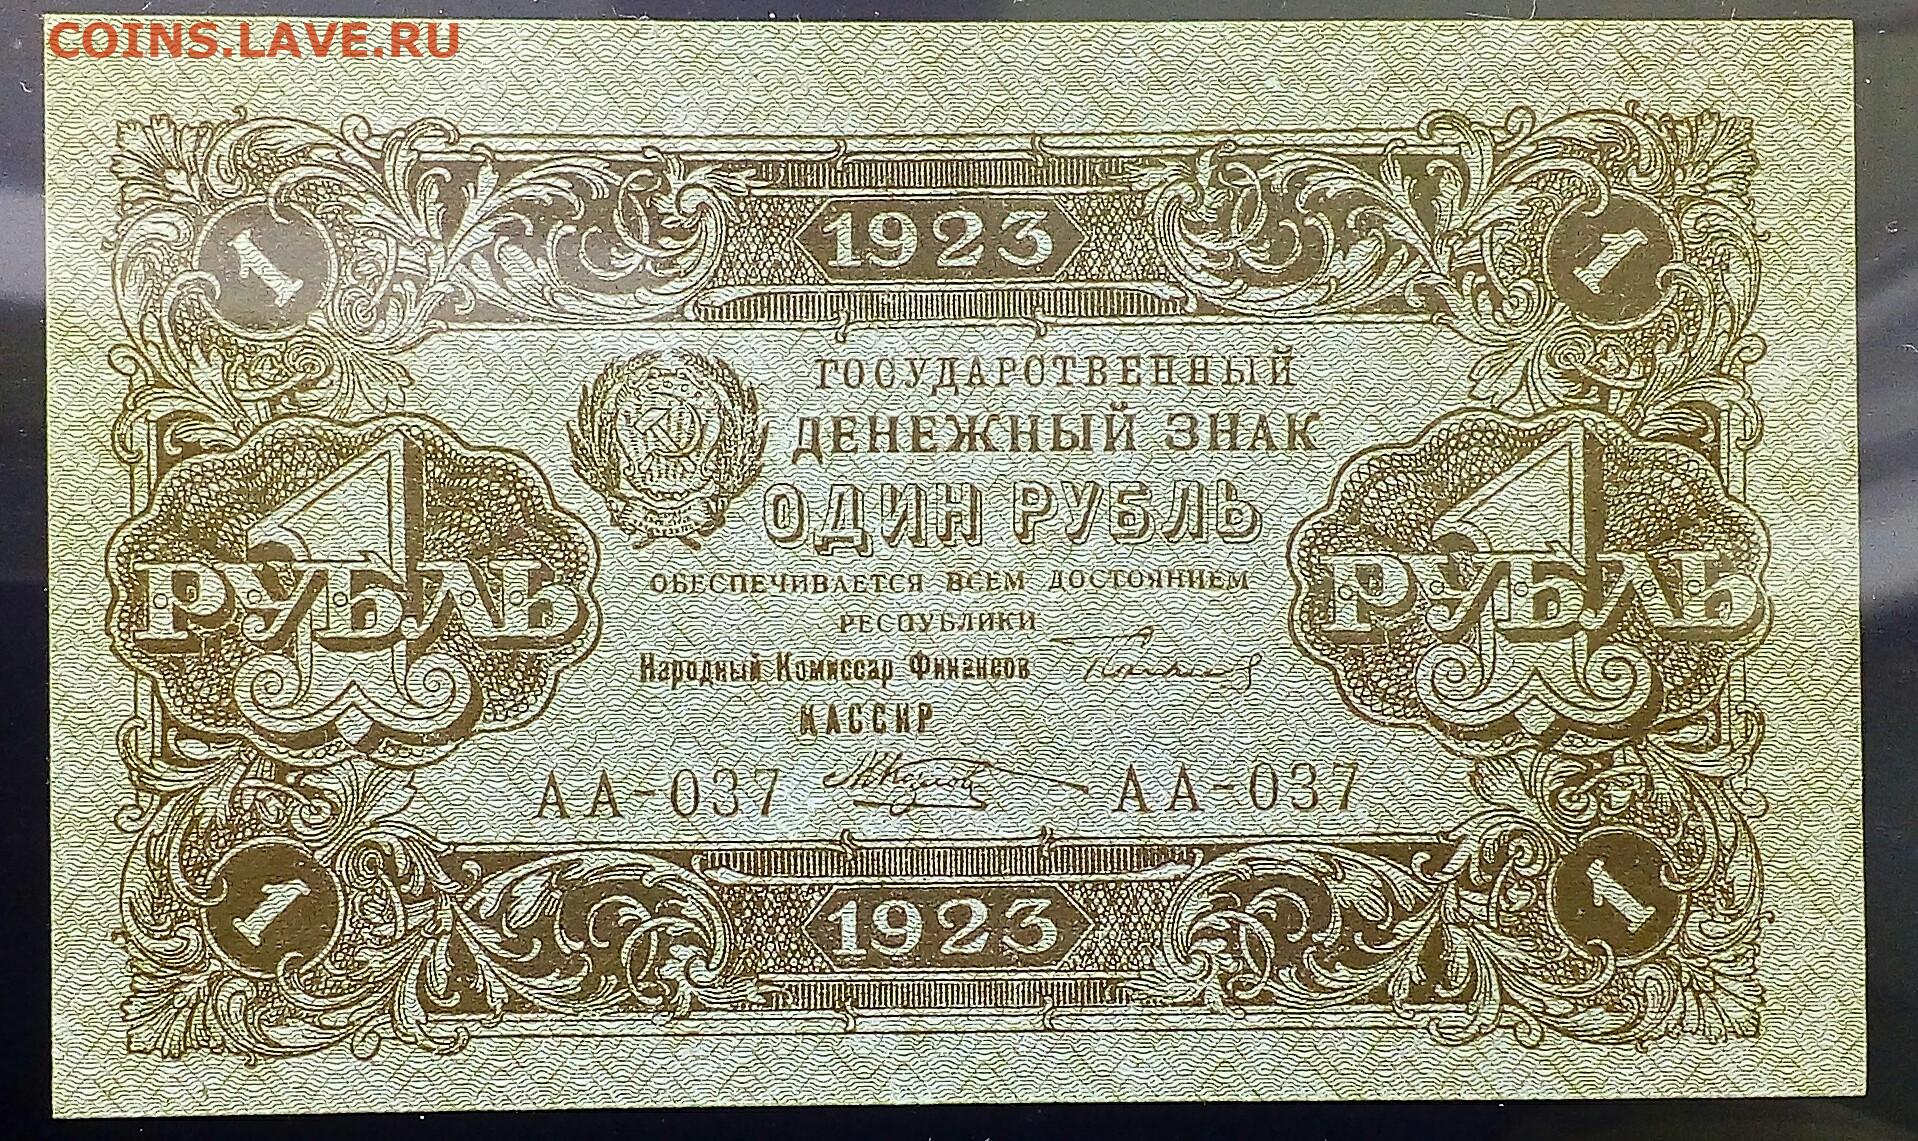 COINS.LAVE.RU
1 1923 1
ГОСУДАРСТВЕННЫЙ
ДЕНЕЖНЫЙ ЗНАК
ОДИН РУБЛЬ
1 РУБЛЬ
1 РУБЛЬ
ОБЕСПЕЧИВАЕТСЯ ВСЕМ ДОСТОЯНИЕМ
РЕСПУБЛИКИ
Народный Комиссар Финансов
КАССИР
АА-037 АА-037
1 1923 1